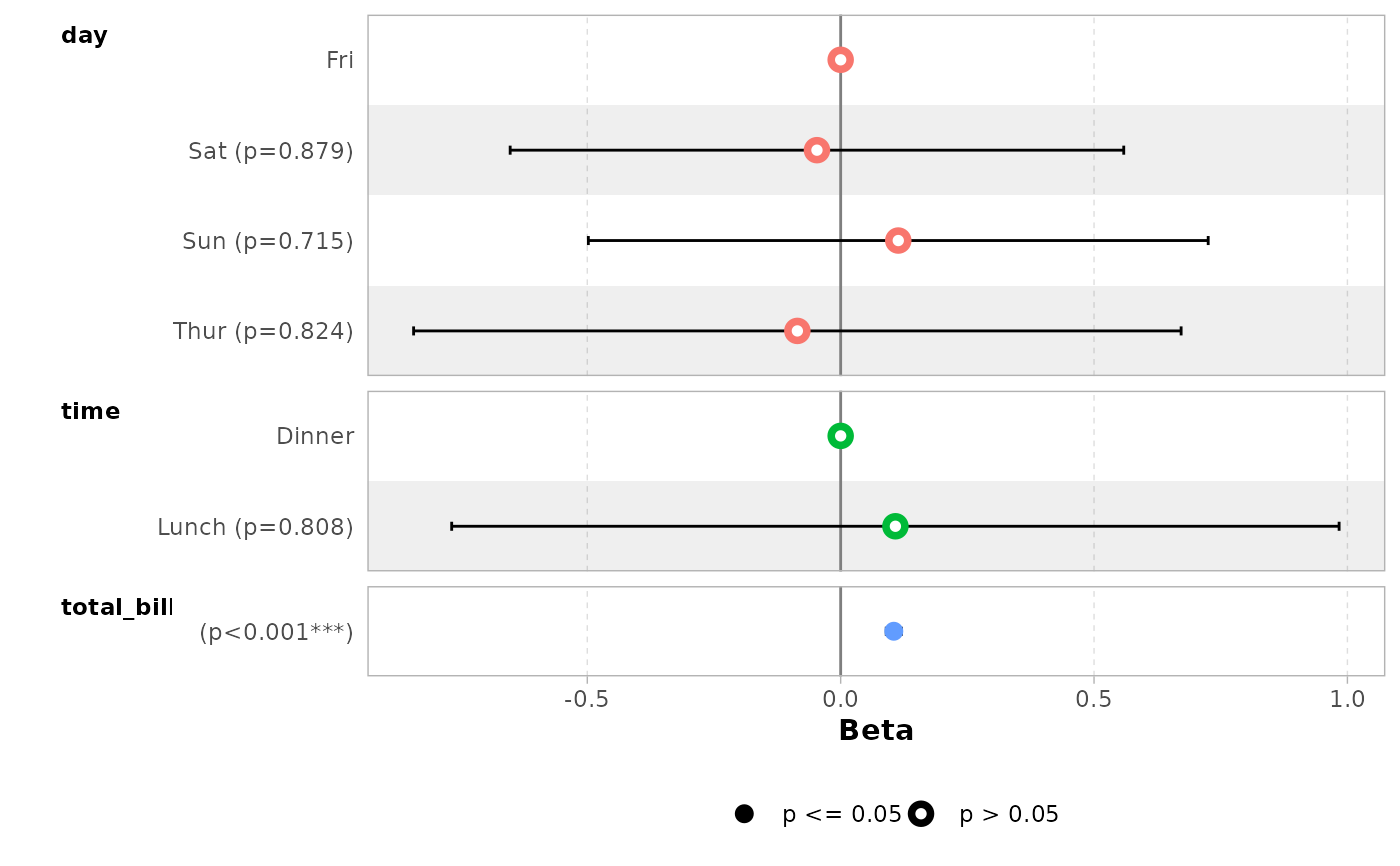 day
Fri
Sat (p=0.879)
Sun (p=0.715)
Thur (p=0.824)
time
Dinner
Lunch (p=0.808)
total_bill
(p<0.001***)
-0.5 0.0 0.5 1.0
Beta
p <= 0.05 p > 0.05